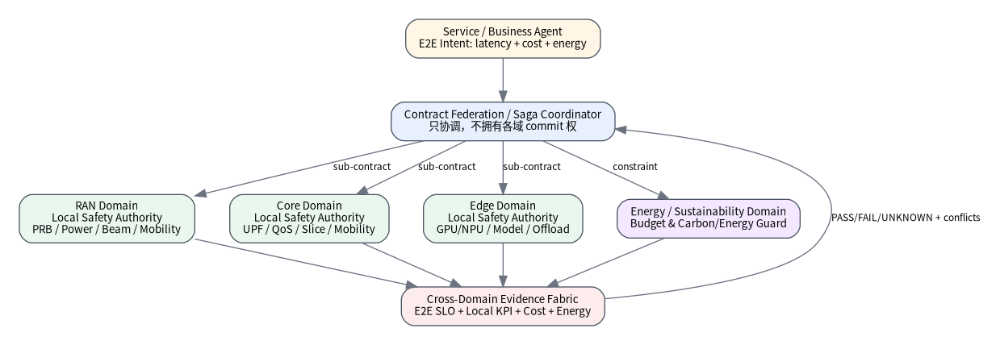 Service / Business Agent
E2E Intent: latency + cost + energy
Contract Federation / Saga Coordinator
只协调，不拥有各域 commit 权
sub-contract
sub-contract
sub-contract
constraint
RAN Domain
Local Safety Authority
PRB / Power / Beam / Mobility
Core Domain
Local Safety Authority
UPF / QoS / Slice / Mobility
Edge Domain
Local Safety Authority
GPU/NPU / Model / Offload
Energy / Sustainability Domain
Budget & Carbon/Energy Guard
PASS/FAIL/UNKNOWN + conflicts
Cross-Domain Evidence Fabric
E2E SLO + Local KPI + Cost + Energy